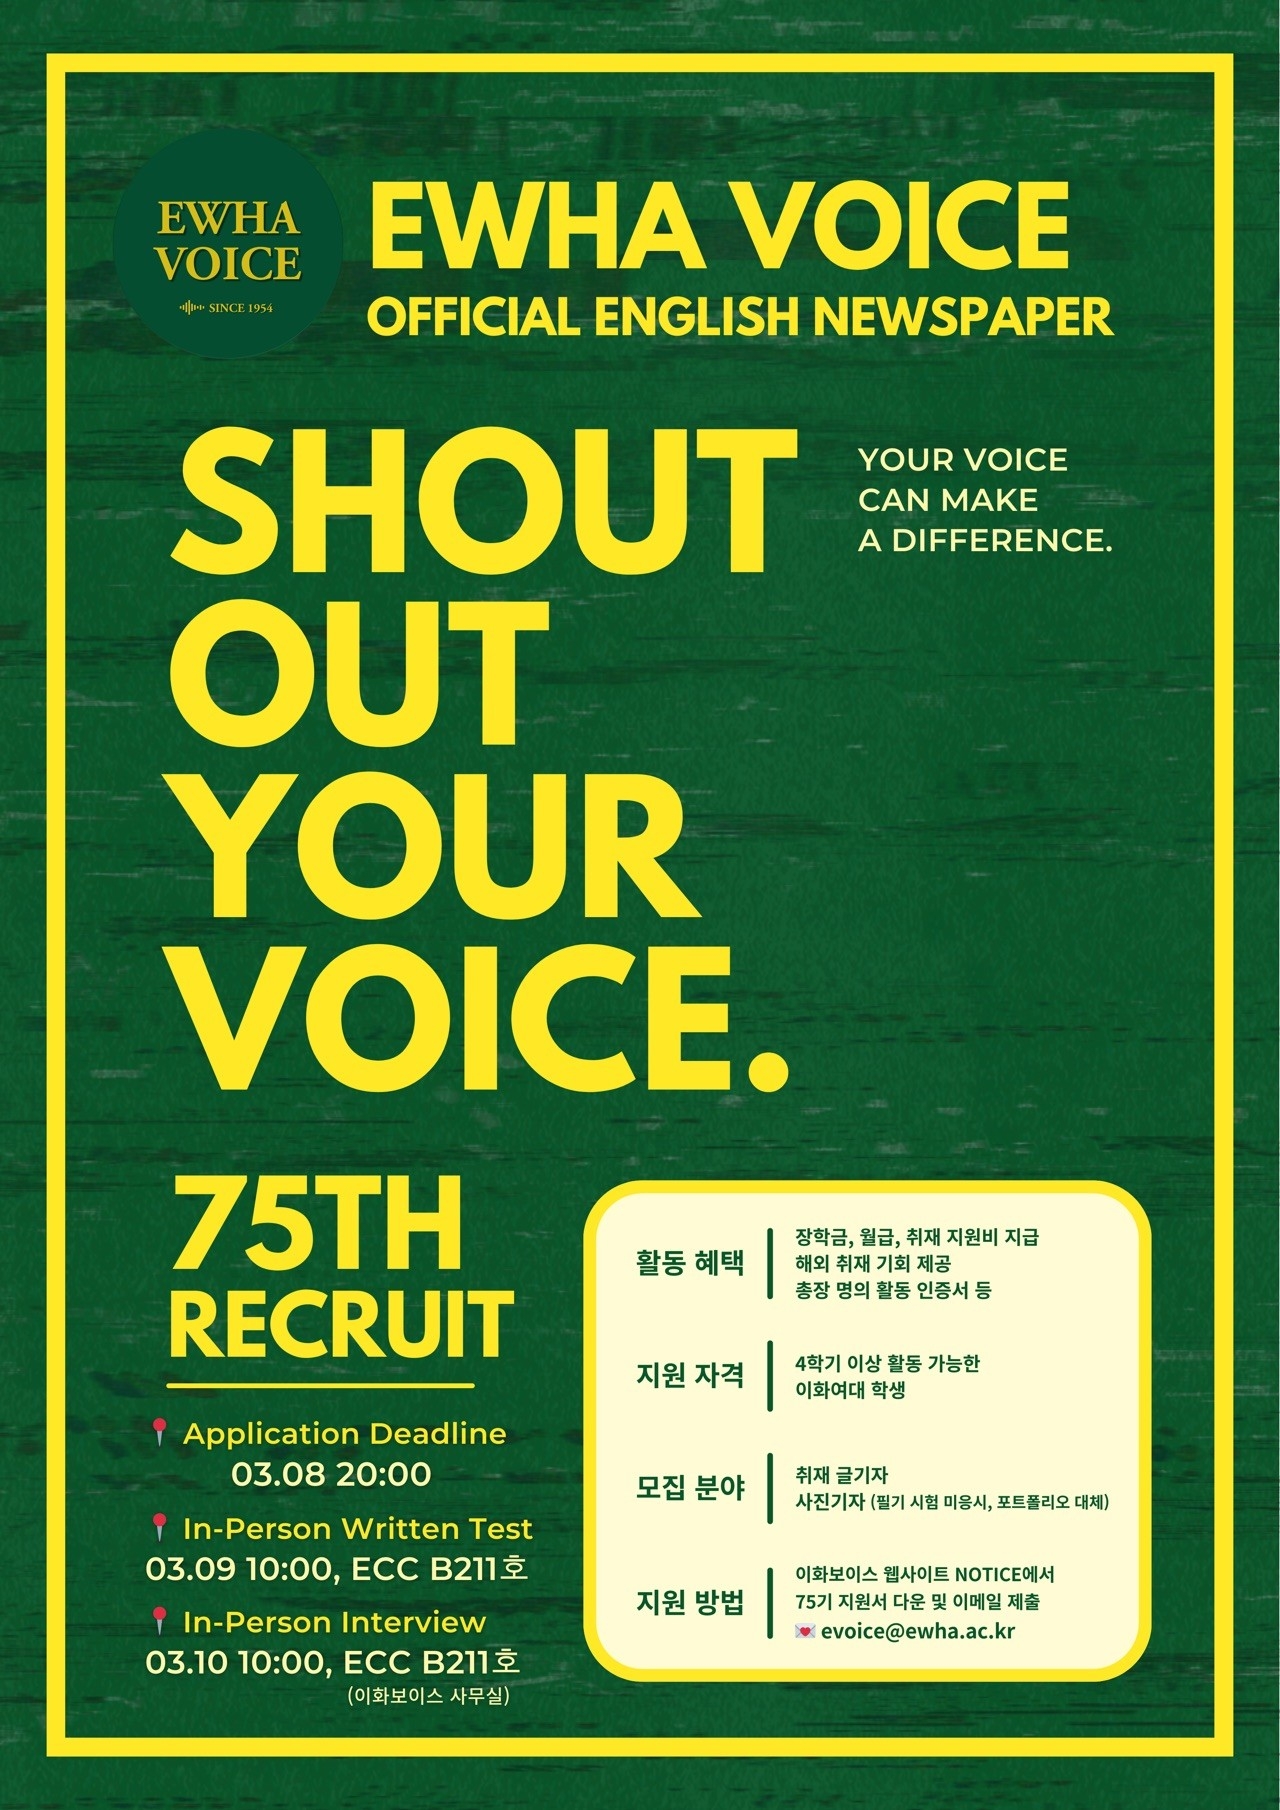 EWHA
VOICE
SINCE 1954
EWHA VOICE
OFFICIAL ENGLISH NEWSPAPER
SHOUT
OUT
YOUR
VOICE.
YOUR VOICE
CAN MAKE
A DIFFERENCE.
75TH
RECRUIT
Application Deadline
03.08 20:00
In-Person Written Test
03.09 10:00, ECC B211호
In-Person Interview
03.10 10:00, ECC B211호
(이화보이스 사무실)
활동 혜택
장학금, 월급, 취재 지원비 지급
해외 취재 기회 제공
총장 명의 활동 인증서 등
지원 자격
4학기 이상 활동 가능한
이화여대 학생
모집 분야
취재 글기자
사진기자 (필기 시험 미응시, 포트폴리오 대체)
지원 방법
이화보이스 웹사이트 NOTICE에서
75기 지원서 다운 및 이메일 제출
evoice@ewha.ac.kr